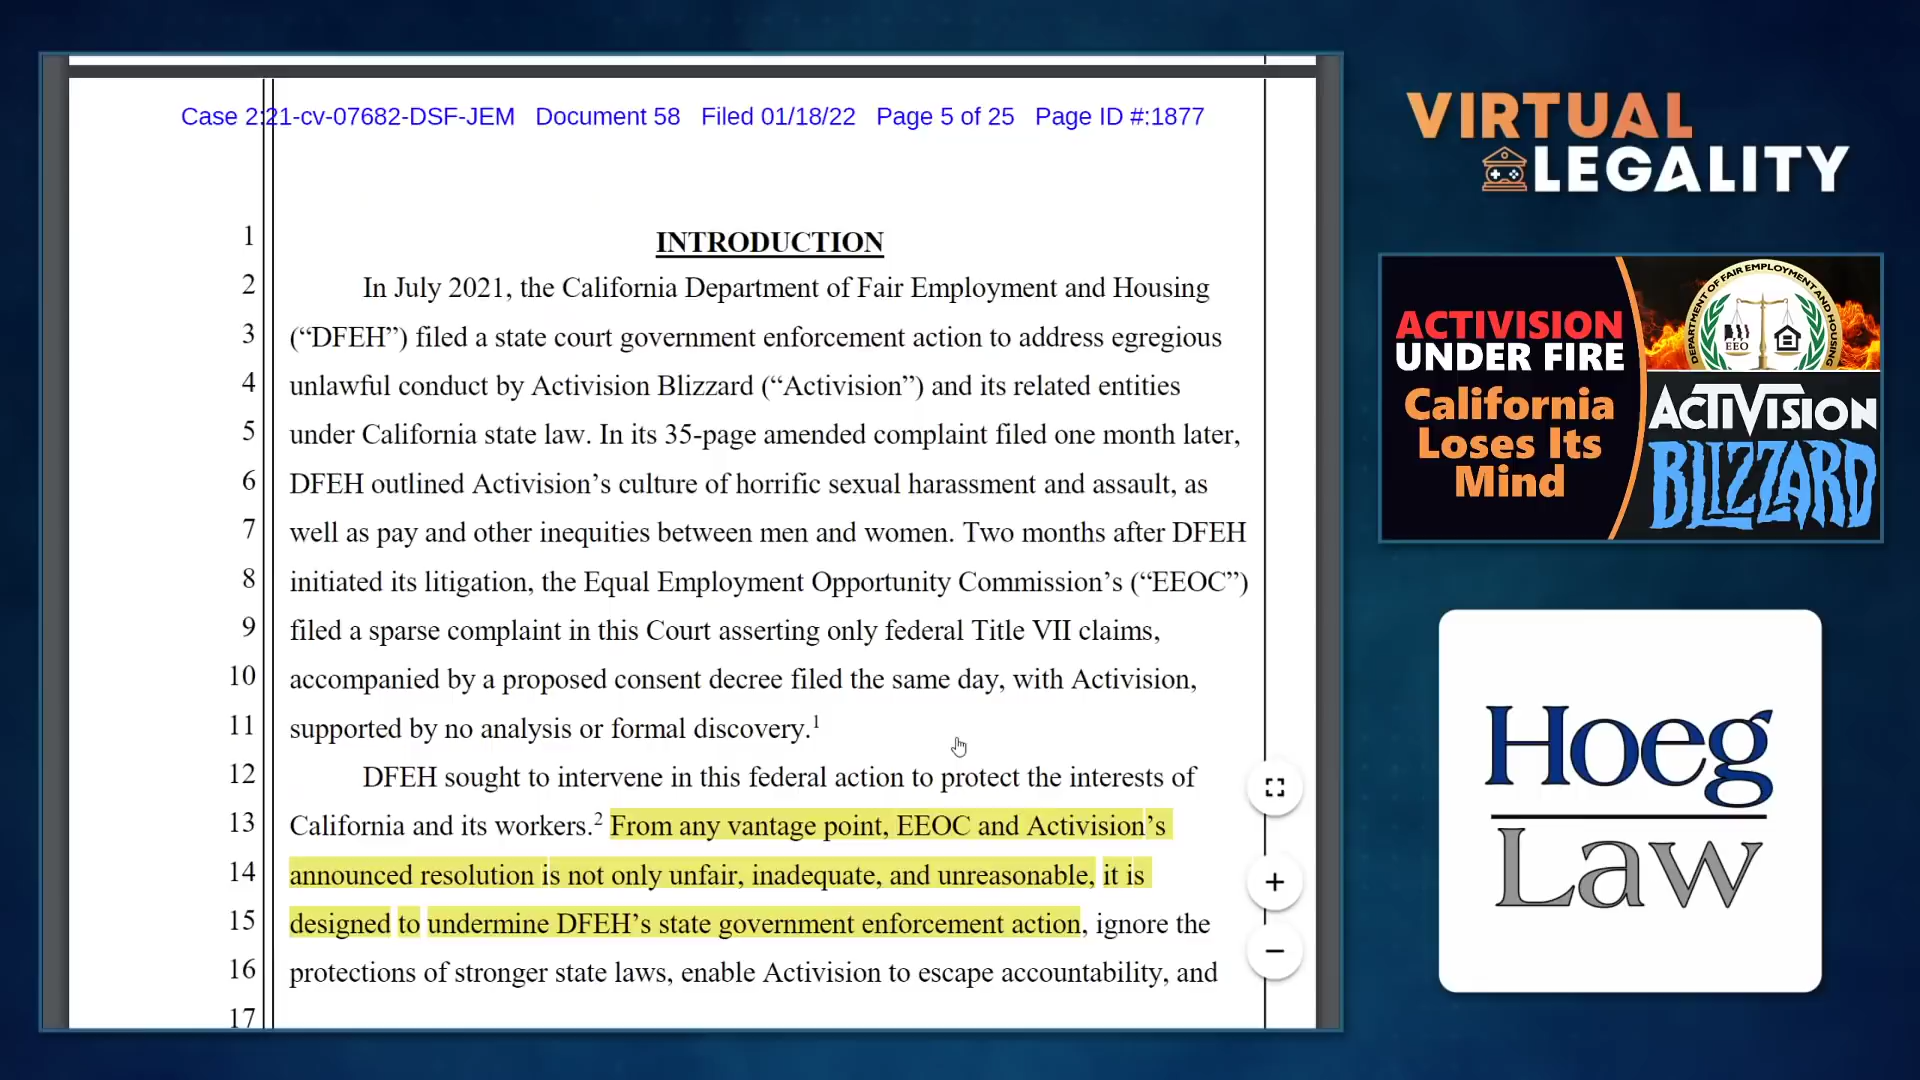 Case 2:21-cv-07682-DSF-JEM Document 58 Filed 01/18/22 Page 5 of 25 Page ID #:1877
1 INTRODUCTION
2 In July 2021, the California Department of Fair Employment and Housing
3 (“DFEH”) filed a state court government enforcement action to address egregious
4 unlawful conduct by Activision Blizzard (“Activision”) and its related entities
5 under California state law. In its 35-page amended complaint filed one month later,
6 DFEH outlined Activision’s culture of horrific sexual harassment and assault, as
7 well as pay and other inequities between men and women. Two months after DFEH
8 initiated its litigation, the Equal Employment Opportunity Commission’s (“EEOC”)
9 filed a sparse complaint in this Court asserting only federal Title VII claims,
10 accompanied by a proposed consent decree filed the same day, with Activision,
11 supported by no analysis or formal discovery.1
12 DFEH sought to intervene in this federal action to protect the interests of
13 California and its workers.2 From any vantage point, EEOC and Activision’s
14 announced resolution is not only unfair, inadequate, and unreasonable, it is
15 designed to undermine DFEH’s state government enforcement action, ignore the
16 protections of stronger state laws, enable Activision to escape accountability, and
17
VIRTUAL
LEGALITY
ACTIVISION
UNDER FIRE
California
Loses Its
Mind
DEPARTMENT OF FAIR EMPLOYMENT AND HOUSING
EEO
ACTIVISION
BLIZZARD
Hoeg
Law